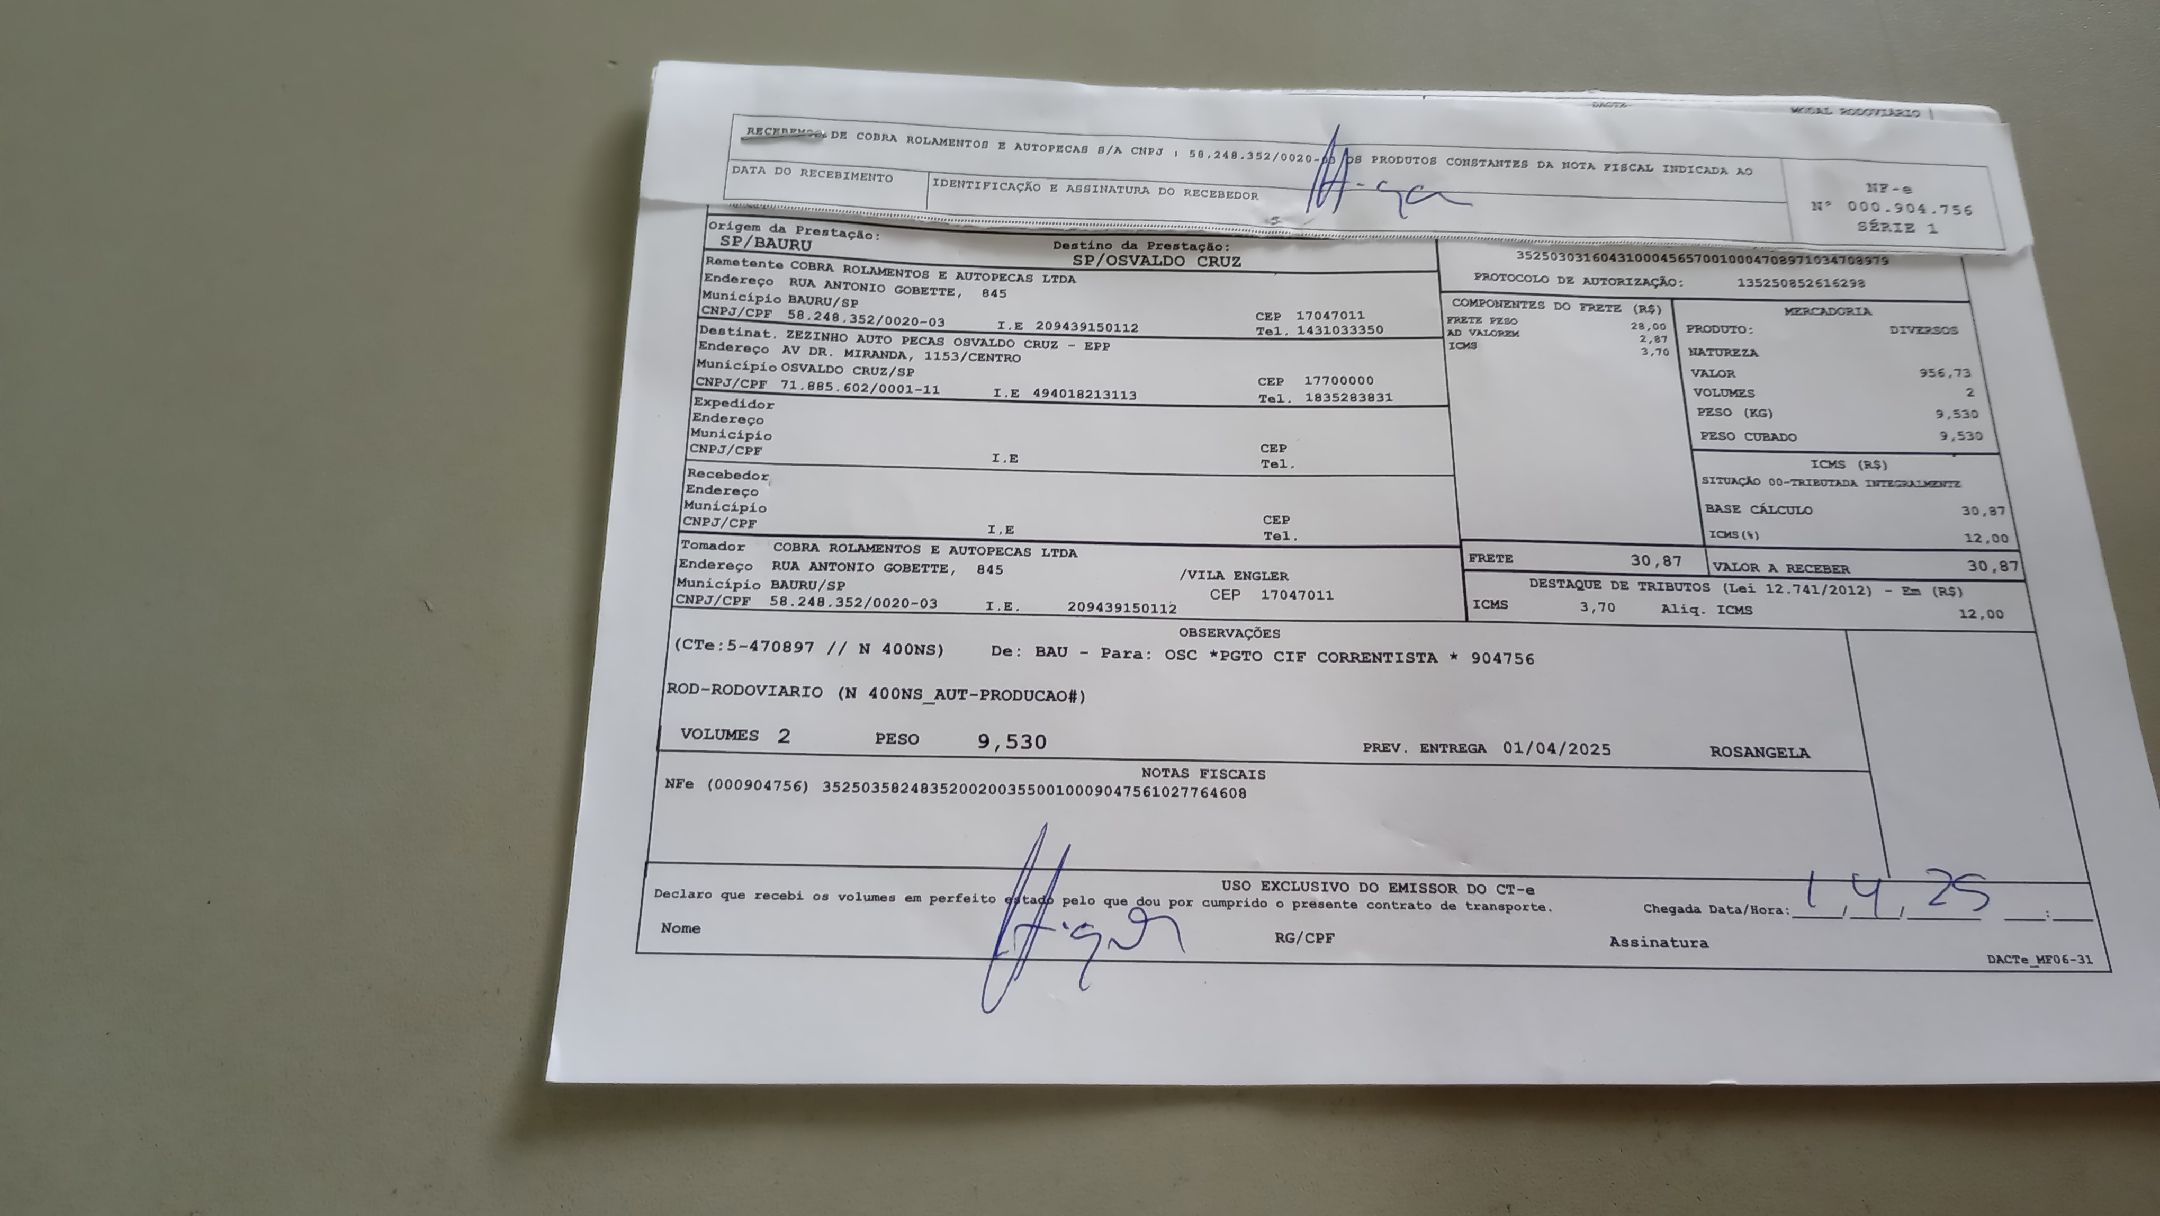 DACTE
MODAL RODOVIÁRIO
RECEBEMOS DE COBRA ROLAMENTOS E AUTOPECAS S/A CNPJ : 58.248.352/0020-03 OS PRODUTOS CONSTANTES DA NOTA FISCAL INDICADA AO
DATA DO RECEBIMENTO
IDENTIFICAÇÃO E ASSINATURA DO RECEBEDOR
NF-e
Nº 000.904.756
SÉRIE 1
Origem da Prestação:
SP/BAURU
Destino da Prestação:
SP/OSVALDO CRUZ
Remetente COBRA ROLAMENTOS E AUTOPECAS LTDA
Endereço RUA ANTONIO GOBETTE, 845
Município BAURU/SP CEP 17047011
CNPJ/CPF 58.248.352/0020-03 I.E 209439150112 Tel. 1431033350
Destinat. ZEZINHO AUTO PECAS OSVALDO CRUZ - EPP
Endereço AV DR. MIRANDA, 1153/CENTRO
Município OSVALDO CRUZ/SP CEP 17700000
CNPJ/CPF 71.885.602/0001-11 I.E 494018213113 Tel. 1835283831
Expedidor
Endereço
Município CEP
CNPJ/CPF I.E Tel.
Recebedor
Endereço
Município CEP
CNPJ/CPF I.E Tel.
Tomador COBRA ROLAMENTOS E AUTOPECAS LTDA
Endereço RUA ANTONIO GOBETTE, 845 /VILA ENGLER
Município BAURU/SP CEP 17047011
CNPJ/CPF 58.248.352/0020-03 I.E. 209439150112
35250303160431000456570010004708971034708979
PROTOCOLO DE AUTORIZAÇÃO: 135250852616298
COMPONENTES DO FRETE (R$)
FRETE PESO 28,00
AD VALOREM 2,87
ICMS 3,70
MERCADORIA
PRODUTO: DIVERSOS
NATUREZA
VALOR 956,73
VOLUMES 2
PESO (KG) 9,530
PESO CUBADO 9,530
ICMS (R$)
SITUAÇÃO 00-TRIBUTADA INTEGRALMENTE
BASE CÁLCULO 30,87
ICMS(%) 12,00
FRETE 30,87
VALOR A RECEBER 30,87
DESTAQUE DE TRIBUTOS (Lei 12.741/2012) - Em (R$)
ICMS 3,70 Aliq. ICMS 12,00
OBSERVAÇÕES
(CTe:5-470897 // N 400NS) De: BAU - Para: OSC *PGTO CIF CORRENTISTA * 904756
ROD-RODOVIARIO (N 400NS_AUT-PRODUCAO#)
VOLUMES 2 PESO 9,530 PREV. ENTREGA 01/04/2025 ROSANGELA
NOTAS FISCAIS
NFe (000904756) 35250358248352002003550010009047561027764608
USO EXCLUSIVO DO EMISSOR DO CT-e
Declaro que recebi os volumes em perfeito estado pelo que dou por cumprido o presente contrato de transporte.
Chegada Data/Hora: 1/4/25 __:__
Nome RG/CPF Assinatura
DACTe_MF06-31